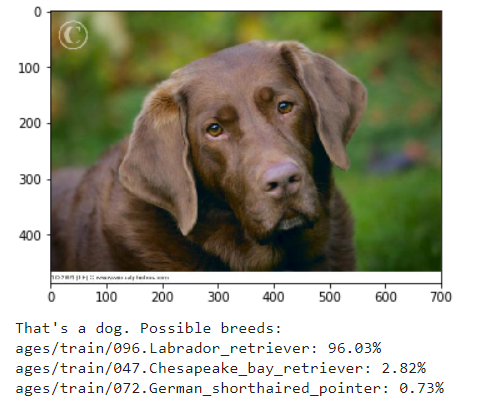 0
100
200
300
400
0 100 200 300 400 500 600 700
©
That's a dog. Possible breeds:
ages/train/096.Labrador_retriever: 96.03%
ages/train/047.Chesapeake_bay_retriever: 2.82%
ages/train/072.German_shorthaired_pointer: 0.73%